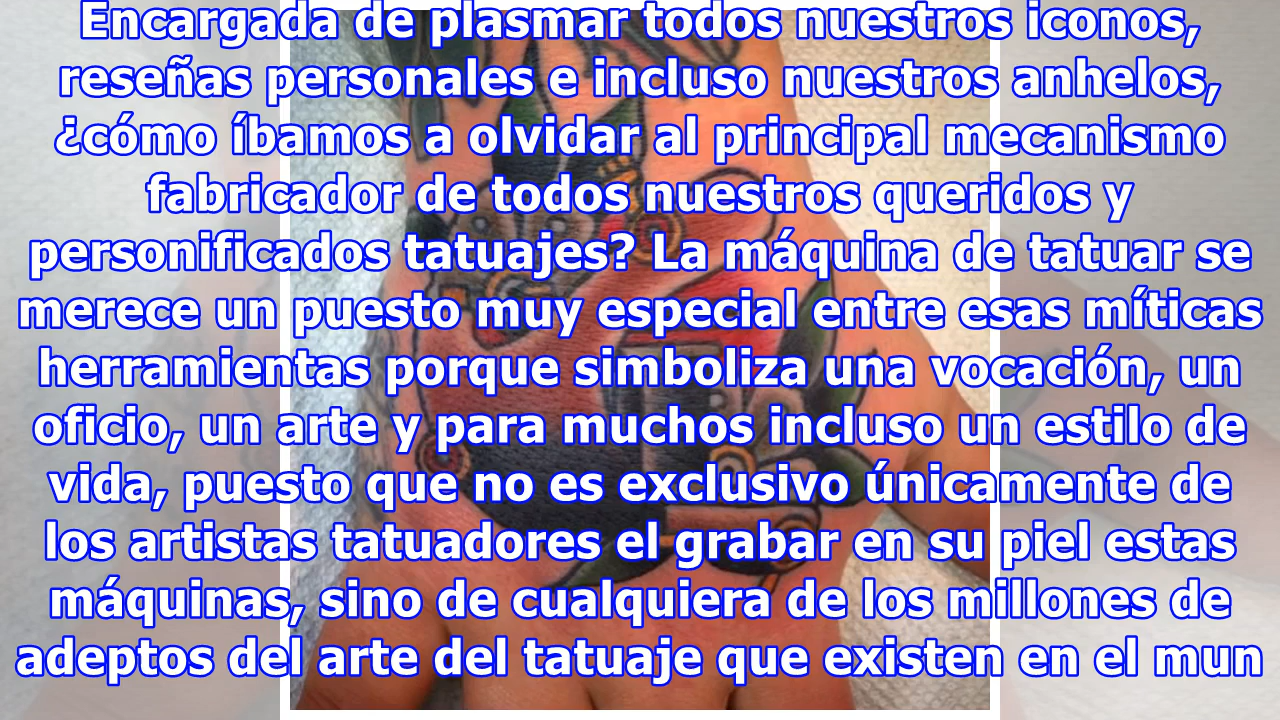 Encargada de plasmar todos nuestros iconos,
reseñas personales e incluso nuestros anhelos,
¿cómo íbamos a olvidar al principal mecanismo
fabricador de todos nuestros queridos y
personificados tatuajes? La máquina de tatuar se
merece un puesto muy especial entre esas míticas
herramientas porque simboliza una vocación, un
oficio, un arte y para muchos incluso un estilo de
vida, puesto que no es exclusivo únicamente de
los artistas tatuadores el grabar en su piel estas
máquinas, sino de cualquiera de los millones de
adeptos del arte del tatuaje que existen en el mun